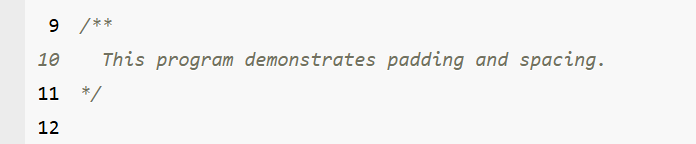 9 /**
10 This program demonstrates padding and spacing.
11 */
12